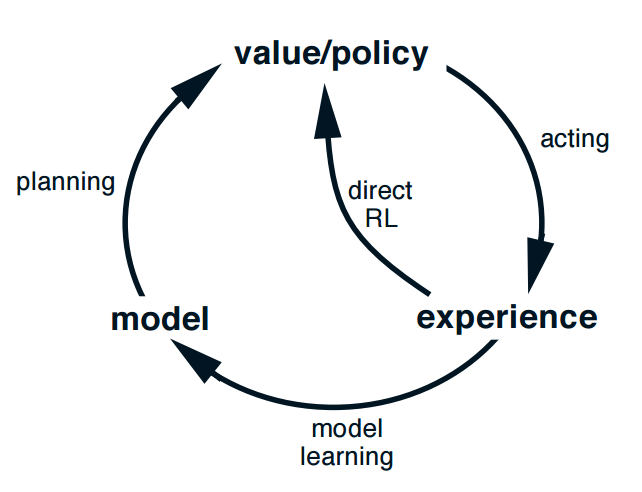 value/policy
acting
planning
direct
RL
model
experience
model
learning